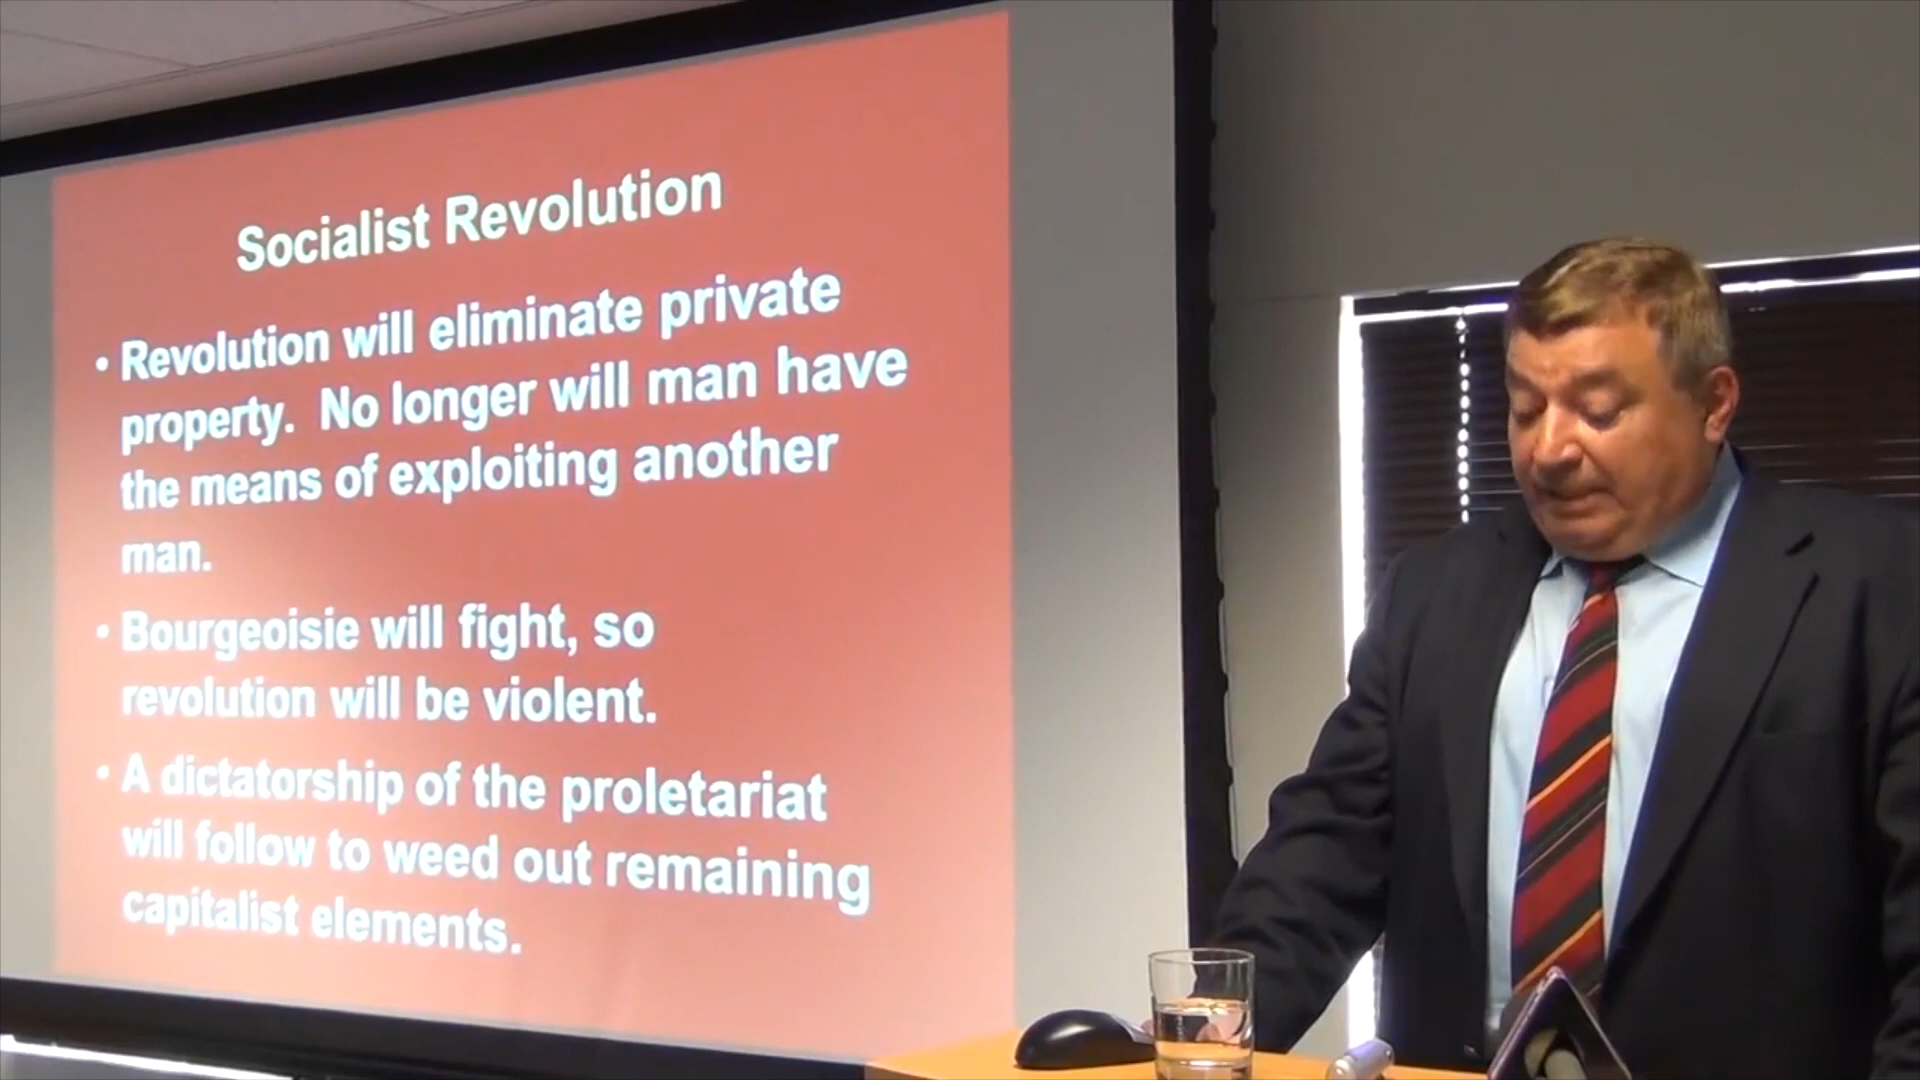 Socialist Revolution
• Revolution will eliminate private
property. No longer will man have
the means of exploiting another
man.
• Bourgeoisie will fight, so
revolution will be violent.
• A dictatorship of the proletariat
will follow to weed out remaining
capitalist elements.